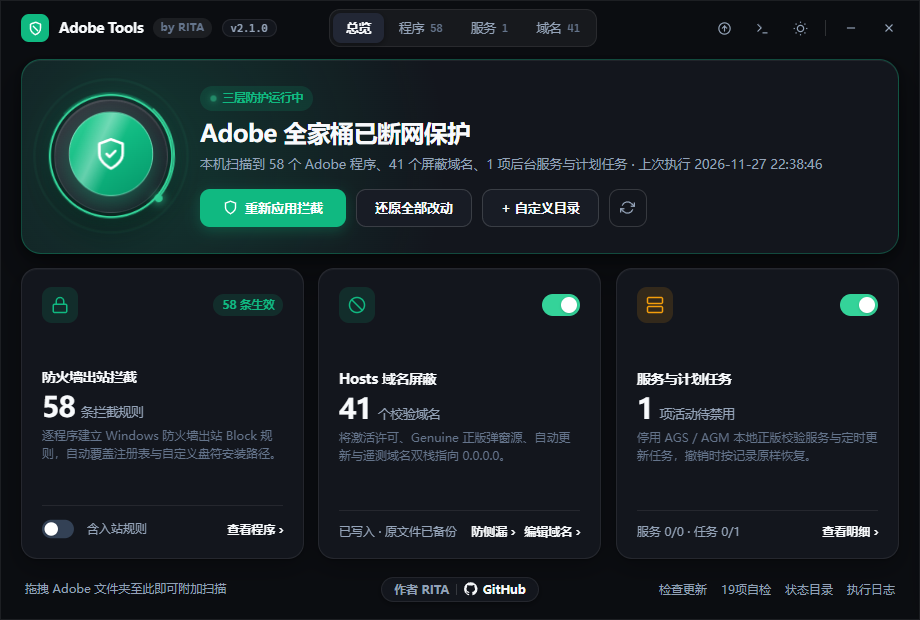 Adobe Tools by RITA v2.1.0 总览 程序 58 服务 1 域名 41
三层防护运行中
Adobe 全家桶已断网保护
本机扫描到 58 个 Adobe 程序、41 个屏蔽域名、1 项后台服务与计划任务 · 上次执行 2026-11-27 22:38:46
重新应用拦截 还原全部改动 + 自定义目录
58 条生效
防火墙出站拦截
58 条拦截规则
逐程序建立 Windows 防火墙出站 Block 规
则，自动覆盖注册表与自定义盘符安装路径。
含入站规则 查看程序 ›
Hosts 域名屏蔽
41 个校验域名
将激活许可、Genuine 正版弹窗源、自动更
新与遥测域名双栈指向 0.0.0.0。
已写入 · 原文件已备份 防侧漏 › 编辑域名 ›
服务与计划任务
1 项活动待禁用
停用 AGS / AGM 本地正版校验服务与定时更
新任务，撤销时按记录原样恢复。
服务 0/0 · 任务 0/1 查看明细 ›
拖拽 Adobe 文件夹至此即可附加扫描 作者 RITA GitHub 检查更新 19项自检 状态目录 执行日志